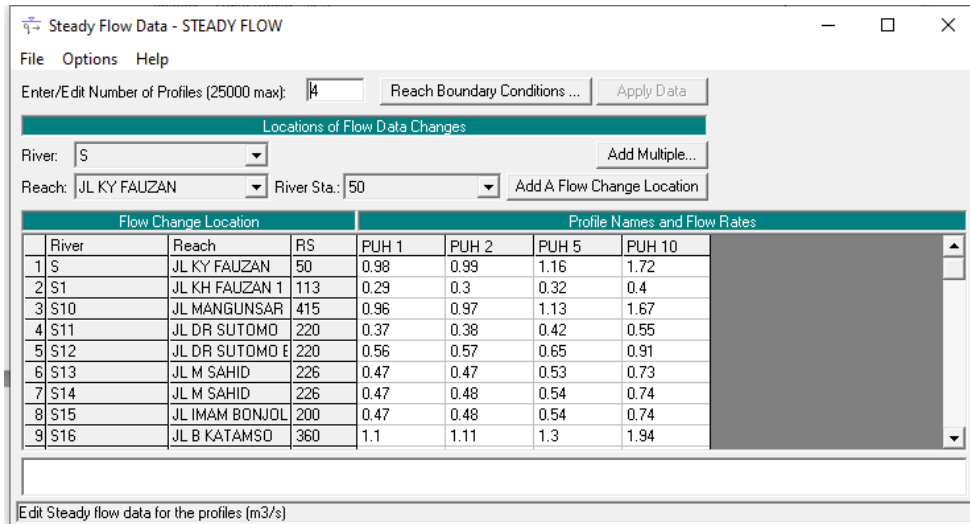 Steady Flow Data - STEADY FLOW
File Options Help
Enter/Edit Number of Profiles (25000 max): 4 Reach Boundary Conditions ... Apply Data
Locations of Flow Data Changes
River: S Add Multiple...
Reach: JL KY FAUZAN River Sta.: 50 Add A Flow Change Location
Flow Change Location Profile Names and Flow Rates
River Reach RS PUH 1 PUH 2 PUH 5 PUH 10
1 S JL KY FAUZAN 50 0.98 0.99 1.16 1.72
2 S1 JL KH FAUZAN 1 113 0.29 0.3 0.32 0.4
3 S10 JL MANGUNSAR 415 0.96 0.97 1.13 1.67
4 S11 JL DR SUTOMO 220 0.37 0.38 0.42 0.55
5 S12 JL DR SUTOMO E 220 0.56 0.57 0.65 0.91
6 S13 JL M SAHID 226 0.47 0.47 0.53 0.73
7 S14 JL M SAHID 226 0.47 0.48 0.54 0.74
8 S15 JL IMAM BONJOL 200 0.47 0.48 0.54 0.74
9 S16 JL B KATAMSO 360 1.1 1.11 1.3 1.94
Edit Steady flow data for the profiles (m3/s)